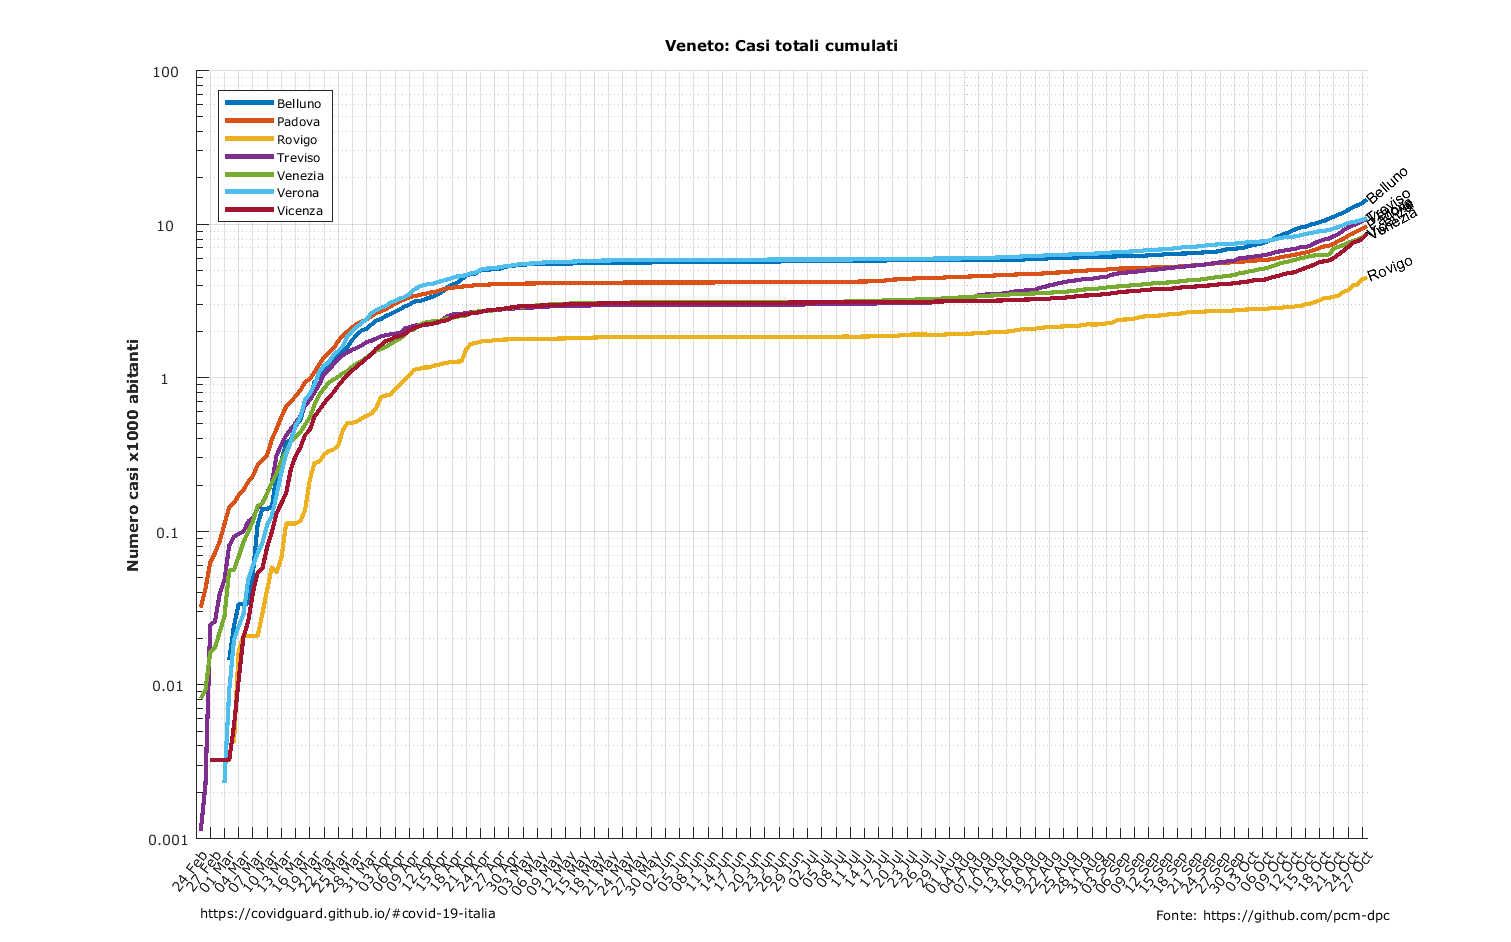 Veneto: Casi totali cumulati
100
10
1
0.1
0.01
0.001
Numero casi x1000 abitanti
Belluno
Padova
Rovigo
Treviso
Venezia
Verona
Vicenza
Belluno
Treviso
Venezia
Rovigo
24 Feb
27 Feb
01 Mar
04 Mar
07 Mar
10 Mar
13 Mar
16 Mar
19 Mar
22 Mar
25 Mar
28 Mar
31 Mar
03 Apr
06 Apr
09 Apr
12 Apr
15 Apr
18 Apr
21 Apr
24 Apr
27 Apr
30 Apr
03 May
06 May
09 May
12 May
15 May
18 May
21 May
24 May
27 May
30 May
02 Jun
05 Jun
08 Jun
11 Jun
14 Jun
17 Jun
20 Jun
23 Jun
26 Jun
29 Jun
02 Jul
05 Jul
08 Jul
11 Jul
14 Jul
17 Jul
20 Jul
23 Jul
26 Jul
29 Jul
01 Aug
04 Aug
07 Aug
10 Aug
13 Aug
16 Aug
19 Aug
22 Aug
25 Aug
28 Aug
31 Aug
03 Sep
06 Sep
09 Sep
12 Sep
15 Sep
18 Sep
21 Sep
24 Sep
27 Sep
30 Sep
03 Oct
06 Oct
09 Oct
12 Oct
15 Oct
18 Oct
21 Oct
24 Oct
27 Oct
https://covidguard.github.io/#covid-19-italia
Fonte: https://github.com/pcm-dpc